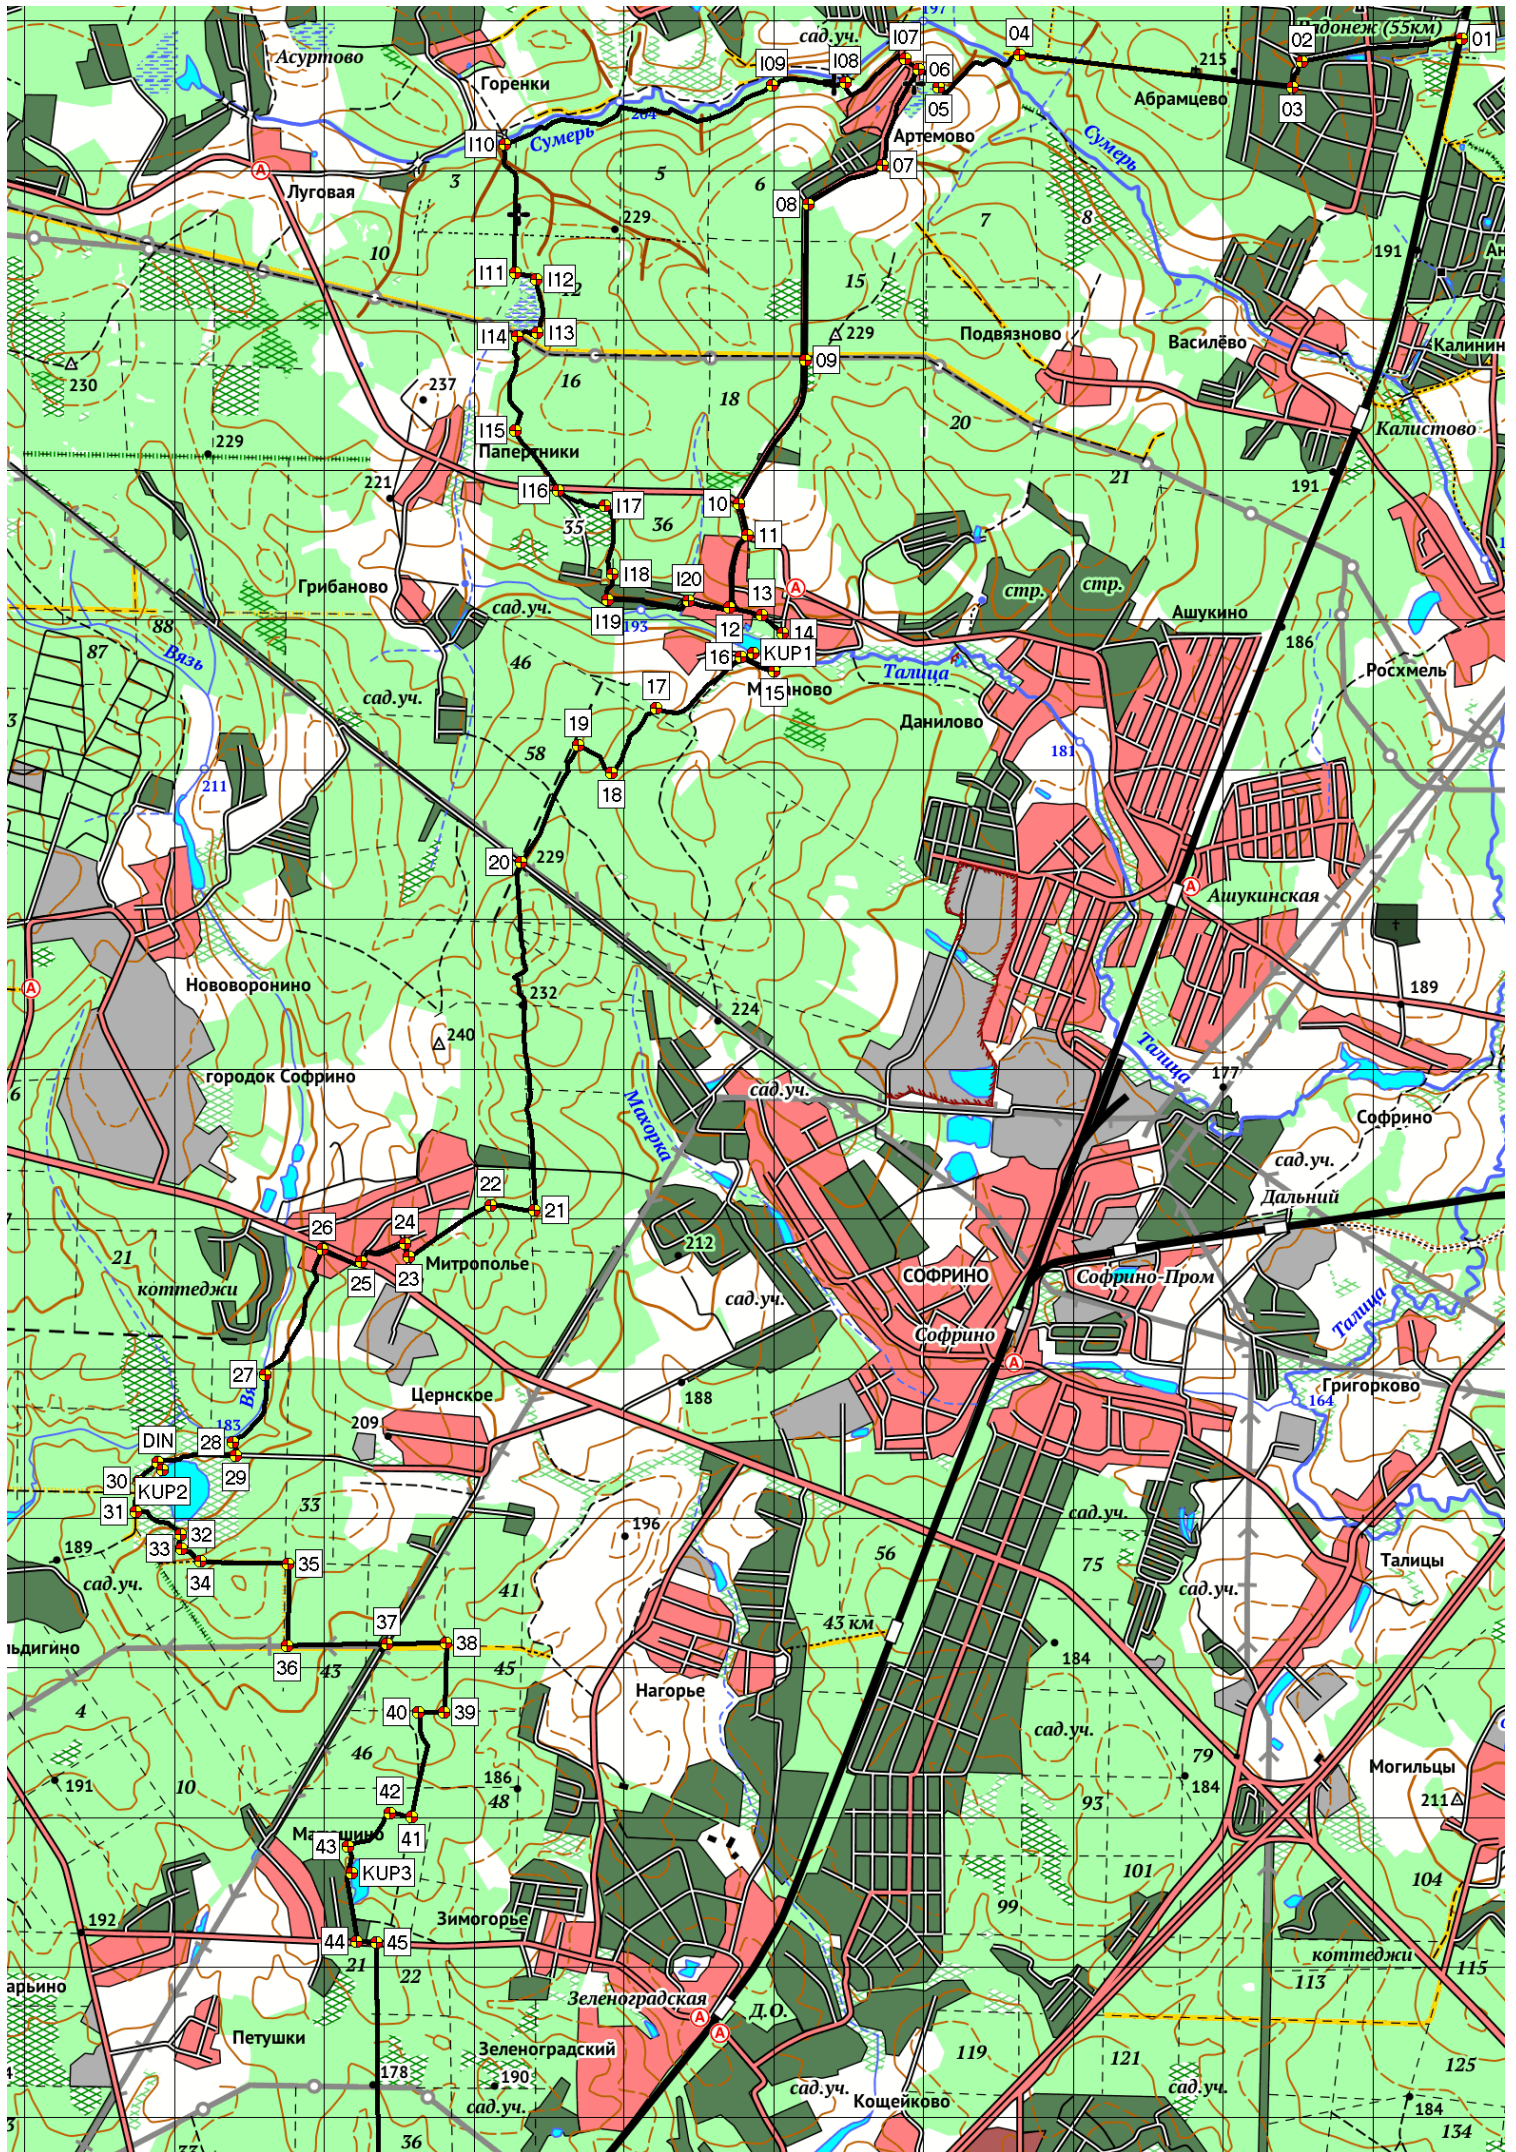 197
сад.уч.
I07
04
02
донеж (55км)
01
Асуртово
Горенки
I09
I08
06
215
05
Абрамцево
03
204
Сумерь
Артемово
Сумерь
I10
Луговая
3
5
6
07
08
229
7
8
10
191
I11
I12
12
15
I14
I13
229
Подвязново
Василёво
Калинин
230
237
16
09
18
20
I15
Калистово
229
Папертники
221
I16
I17
10
21
191
35
36
11
Грибаново
I18
I20
13
стр.
стр.
сад.уч.
I19
193
12
14
Ашукино
88
87
Вязь
46
16
KUP1
186
Талица
Росхмель
15
сад.уч.
17
Данилово
19
58
181
211
18
20
229
Ашукинская
Нововоронино
232
224
189
240
Талица
городок Софрино
сад.уч.
177
Махорка
Софрино
сад.уч.
22
21
Дальний
26
24
212
21
Митрополье
25
23
СОФРИНО
Софрино-Пром
коттеджи
сад.уч.
Талица
Софрино
27
Цернское
188
Григорково
164
DIN
183
28
209
30
29
KUP2
31
33
196
сад.уч.
32
189
33
56
35
Талицы
75
сад.уч.
34
41
сад.уч.
37
43 км
льдигино
38
36
43
45
184
Нагорье
4
40
39
сад.уч.
46
79
Могильцы
191
10
42
186
184
48
93
211
41
43
KUP3
101
104
99
192
Зимогорье
44
45
коттеджи
21
22
115
113
арьино
Зеленоградская
Д.О.
Петушки
Зеленоградский
119
121
125
178
190
сад.уч.
сад.уч.
сад.уч.
Кощейково
184
134
36